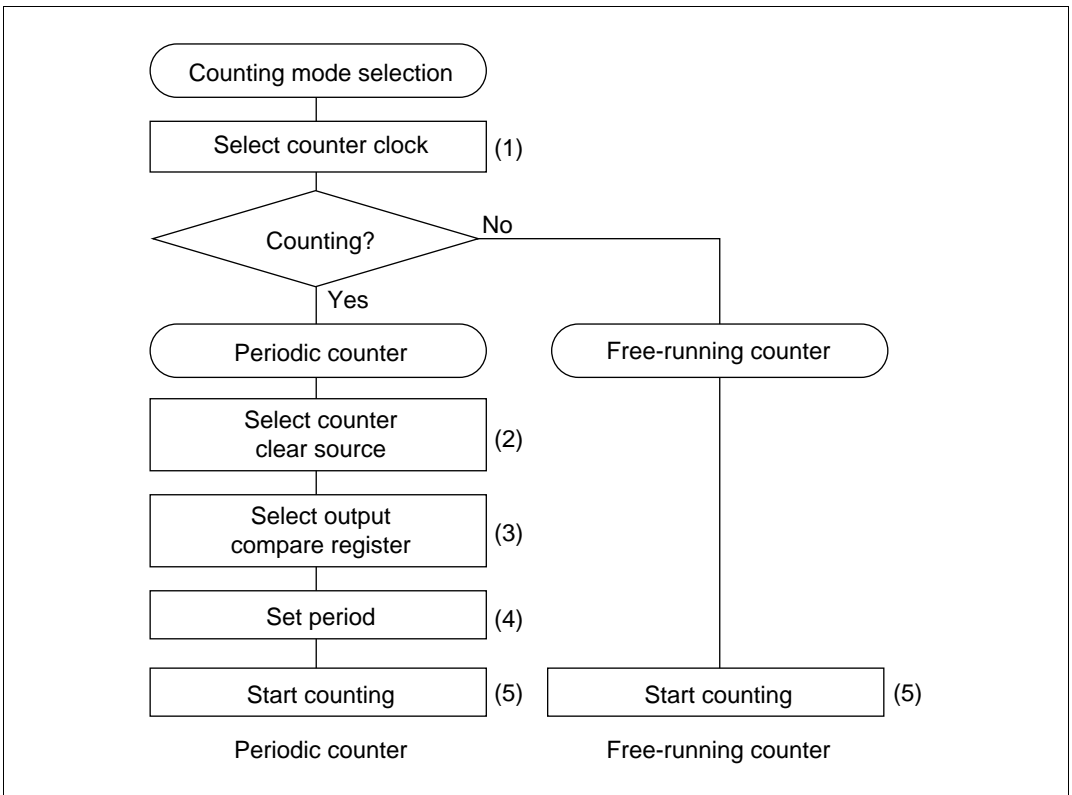 Counting mode selection
Select counter clock
(1)
Counting?
No
Yes
Periodic counter
Free-running counter
Select counter
clear source
(2)
Select output
compare register
(3)
Set period
(4)
Start counting
(5)
Start counting
(5)
Periodic counter
Free-running counter